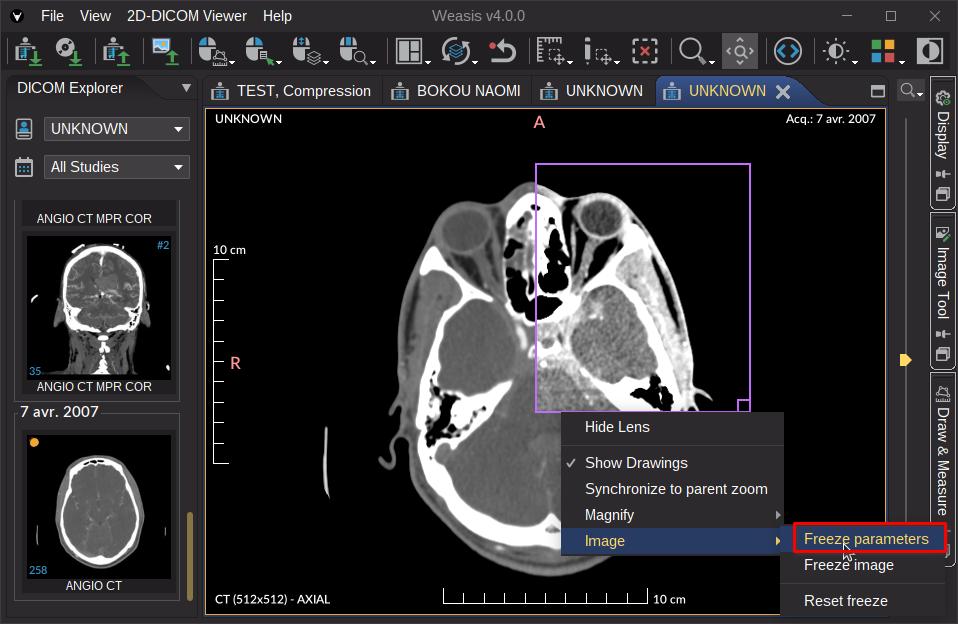 File View 2D-DICOM Viewer Help Weasis v4.0.0
DICOM Explorer
TEST, Compression
BOKOU NAOMI
UNKNOWN
UNKNOWN
UNKNOWN
All Studies
ANGIO CT MPR COR
#2
35
ANGIO CT MPR COR
7 avr. 2007
258
ANGIO CT
UNKNOWN
A
Acq.: 7 avr. 2007
10 cm
R
Hide Lens
Show Drawings
Synchronize to parent zoom
Magnify
Image
Freeze parameters
Freeze image
Reset freeze
CT (512x512) - AXIAL
10 cm
Display
Image Tool
Draw & Measure